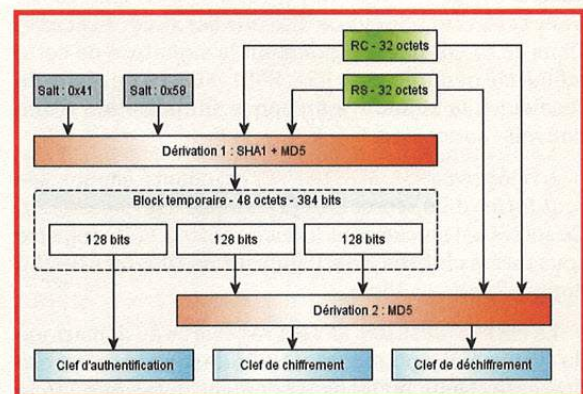 RC - 32 octets
RS - 32 octets
Salt : 0x41
Salt : 0x58
Dérivation 1 : SHA1 + MD5
Block temporaire - 48 octets - 384 bits
128 bits
128 bits
128 bits
Dérivation 2 : MD5
Clef d'authentification
Clef de chiffrement
Clef de déchiffrement